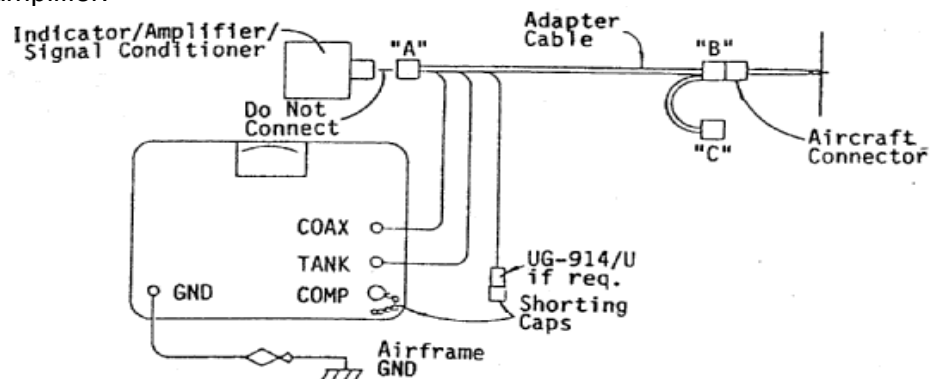 Indicator/Amplifier/
Signal Conditioner
"A"
Adapter
Cable
"B"
Do Not
Connect
"C"
Aircraft
Connector
COAX
TANK
COMP
GND
UG-914/U
if req.
Shorting
Caps
Airframe
GND